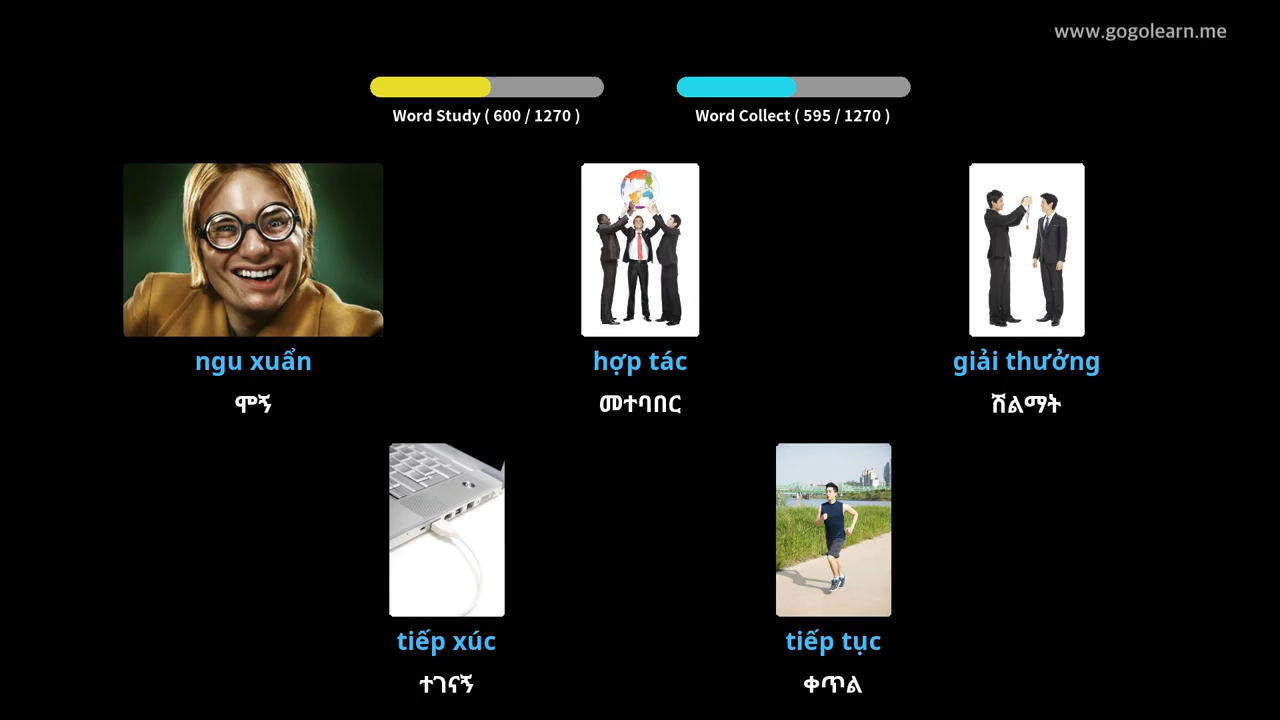 www.gogolearn.me
Word Study ( 600 / 1270 )
Word Collect ( 595 / 1270 )
ngu xuẩn
hợp tác
giải thưởng
ሞኝ
መተባበር
ሽልማት
tiếp xúc
tiếp tục
ተገናኝ
ቀጥል